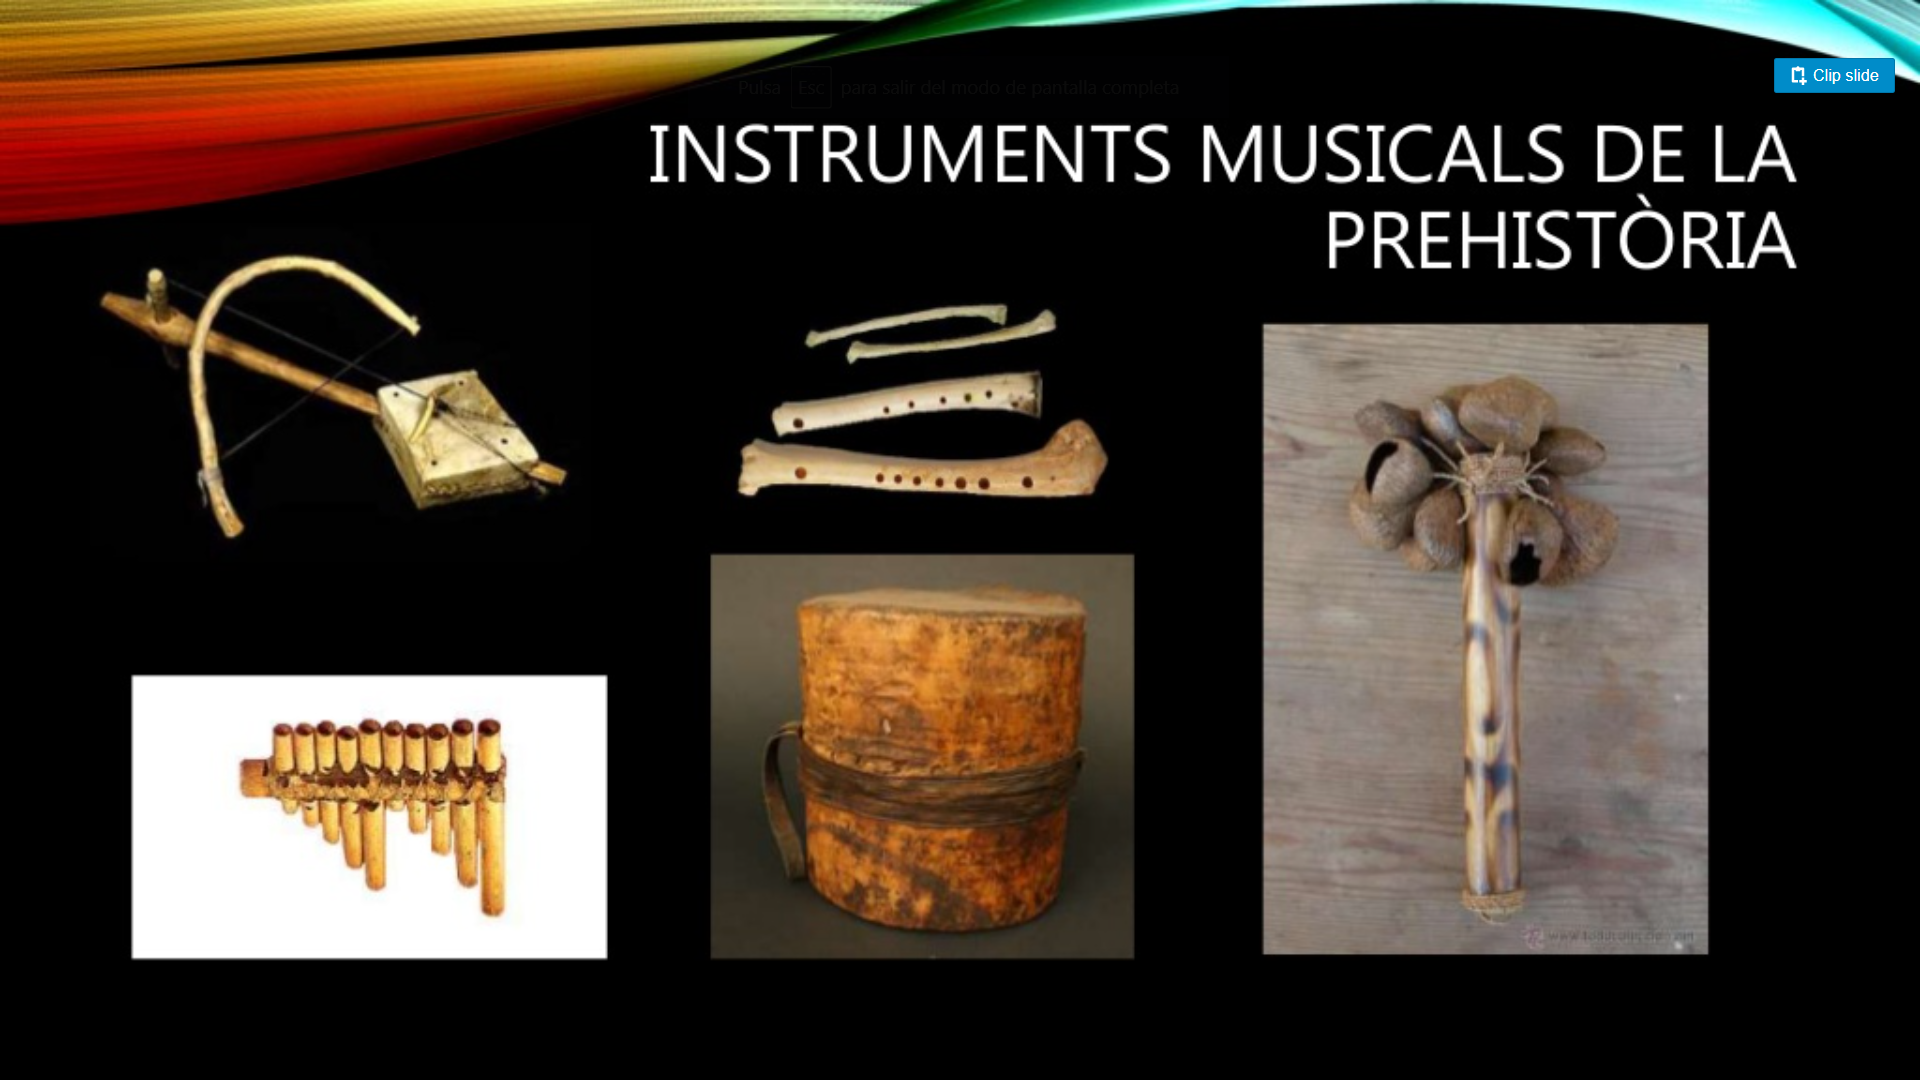 Pulsa Esc para salir del modo de pantalla completa
Clip slide
INSTRUMENTS MUSICALS DE LA
PREHISTÒRIA